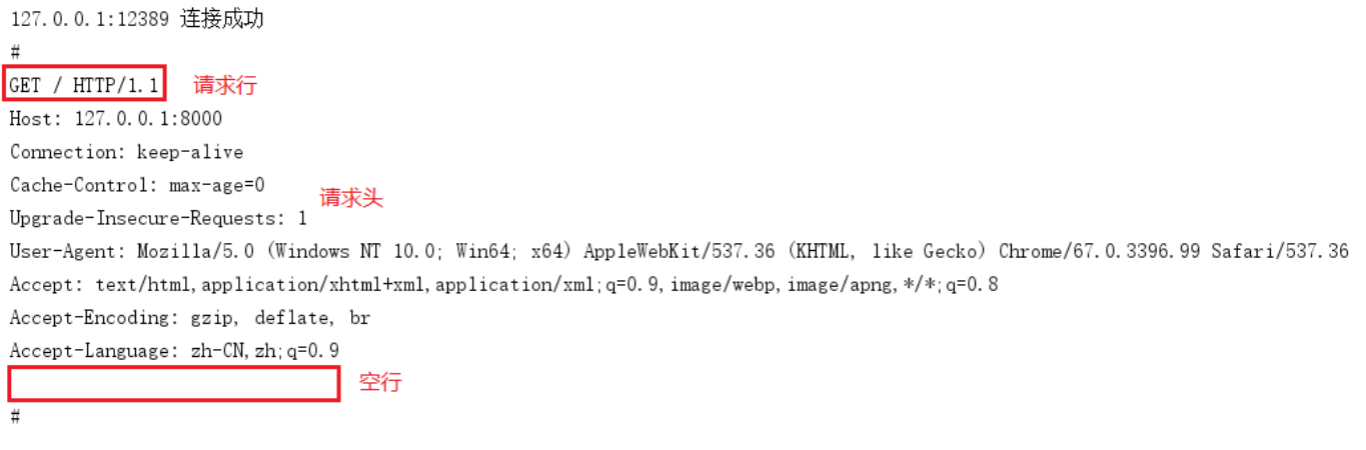 127.0.0.1:12389 连接成功
#
GET / HTTP/1.1 请求行
Host: 127.0.0.1:8000
Connection: keep-alive
Cache-Control: max-age=0
请求头
Upgrade-Insecure-Requests: 1
User-Agent: Mozilla/5.0 (Windows NT 10.0; Win64; x64) AppleWebKit/537.36 (KHTML, like Gecko) Chrome/67.0.3396.99 Safari/537.36
Accept: text/html,application/xhtml+xml,application/xml;q=0.9,image/webp,image/apng,*/*;q=0.8
Accept-Encoding: gzip, deflate, br
Accept-Language: zh-CN,zh;q=0.9
空行
#